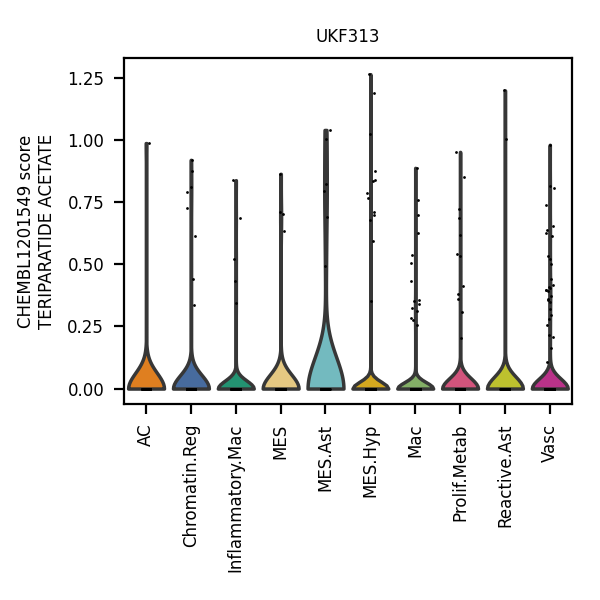 UKF313
CHEMBL1201549 score
TERIPARATIDE ACETATE
1.25
1.00
0.75
0.50
0.25
0.00
AC
Chromatin.Reg
Inflammatory.Mac
MES
MES.Ast
MES.Hyp
Mac
Prolif.Metab
Reactive.Ast
Vasc